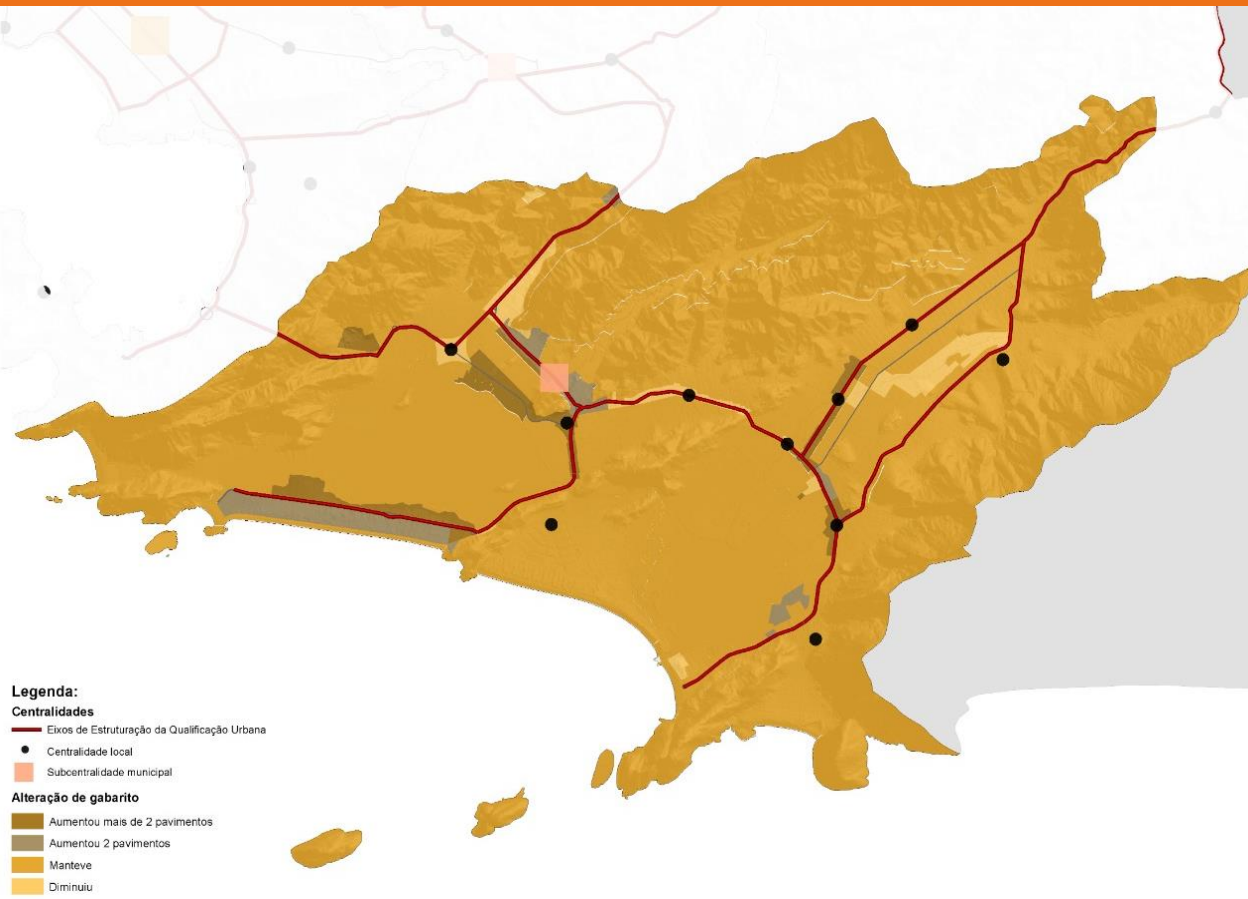 Legenda:
Centralidades
Eixos de Estruturação da Qualificação Urbana
Centralidade local
Subcentralidade municipal
Alteração de gabarito
Aumentou mais de 2 pavimentos
Aumentou 2 pavimentos
Manteve
Diminuiu